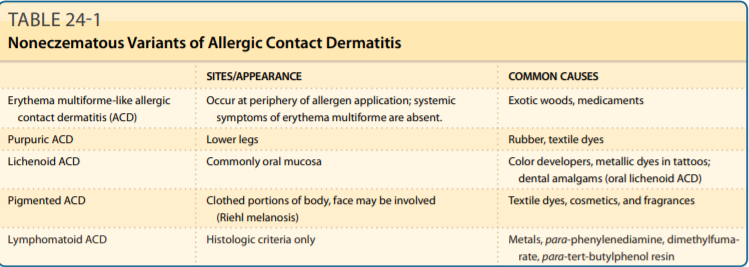 TABLE 24-1
Noneczematous Variants of Allergic Contact Dermatitis
SITES/APPEARANCE COMMON CAUSES
Erythema multiforme-like allergic Occur at periphery of allergen application; systemic Exotic woods, medicaments
contact dermatitis (ACD) symptoms of erythema multiforme are absent.
Purpuric ACD Lower legs Rubber, textile dyes
Lichenoid ACD Commonly oral mucosa Color developers, metallic dyes in tattoos;
dental amalgams (oral lichenoid ACD)
Pigmented ACD Clothed portions of body, face may be involved Textile dyes, cosmetics, and fragrances
(Riehl melanosis)
Lymphomatoid ACD Histologic criteria only Metals, para-phenylenediamine, dimethylfuma-
rate, para-tert-butylphenol resin